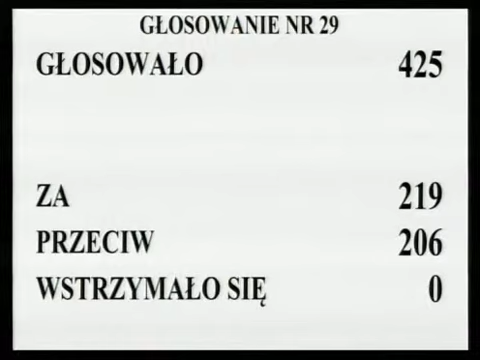 GŁOSOWANIE NR 29
GŁOSOWAŁO 425
ZA 219
PRZECIW 206
WSTRZYMAŁO SIĘ 0